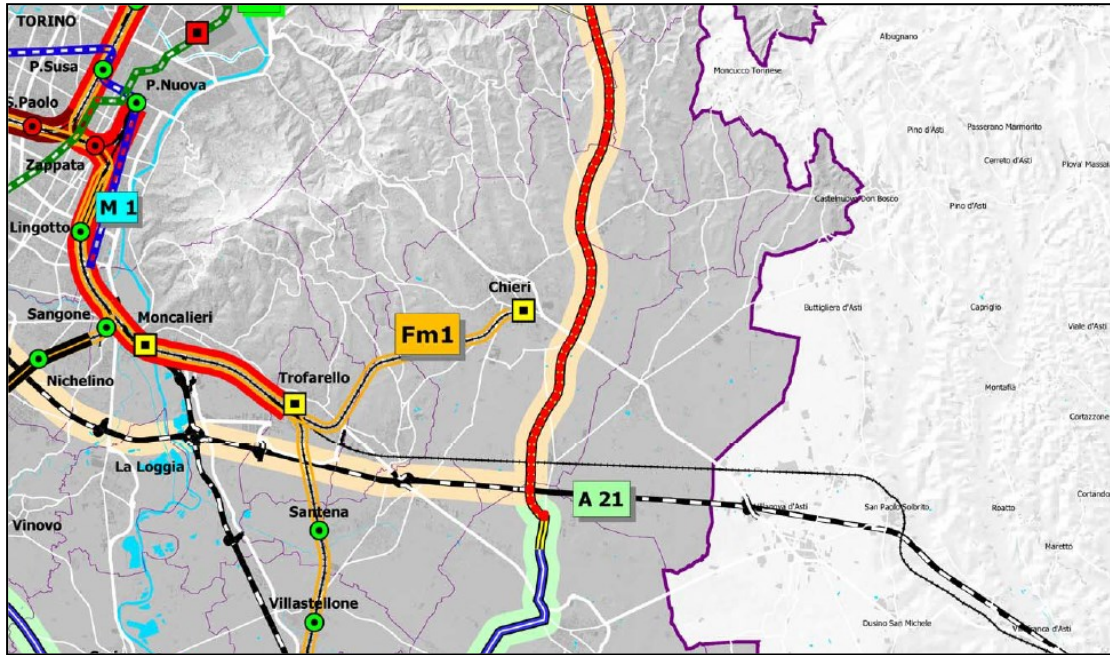 TORINO
P.Susa
P.Nuova
S.Paolo
Zappata
M 1
Lingotto
Sangone
Moncalieri
Nichelino
Trofarello
Fm1
Chieri
La Loggia
Vinovo
Santena
Villastellone
A 21
Albugnano
Moncucco Torinese
Pino d'Asti
Passerano Marmorito
Cerreto d'Asti
Castelnuovo Don Bosco
Pino d'Asti
Buttigliera d'Asti
Capriglio
Viale d'Asti
Montafia
Cortazzone
Villanova d'Asti
San Paolo Solbrito
Roatto
Maretto
Dusino San Michele
Villafranca d'Asti